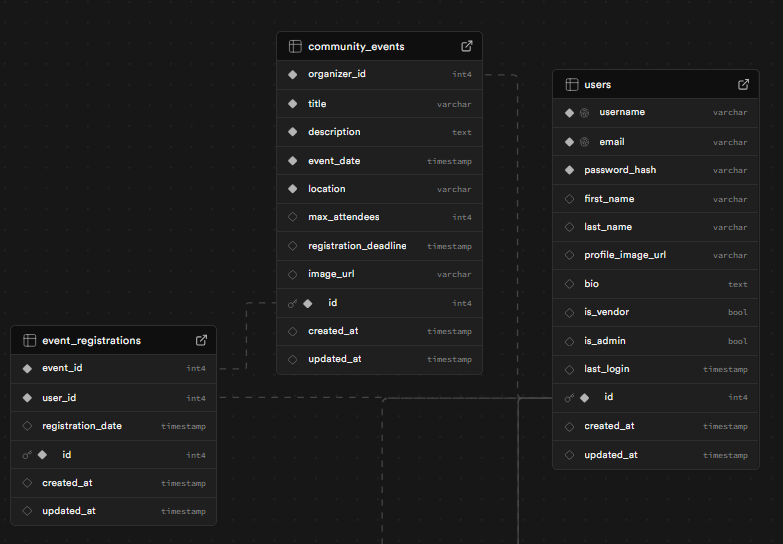 community_events
organizer_id int4
title varchar
description text
event_date timestamp
location varchar
max_attendees int4
registration_deadline timestamp
image_url varchar
id int4
created_at timestamp
updated_at timestamp
users
username varchar
email varchar
password_hash varchar
first_name varchar
last_name varchar
profile_image_url varchar
bio text
is_vendor bool
is_admin bool
last_login timestamp
id int4
created_at timestamp
updated_at timestamp
event_registrations
event_id int4
user_id int4
registration_date timestamp
id int4
created_at timestamp
updated_at timestamp